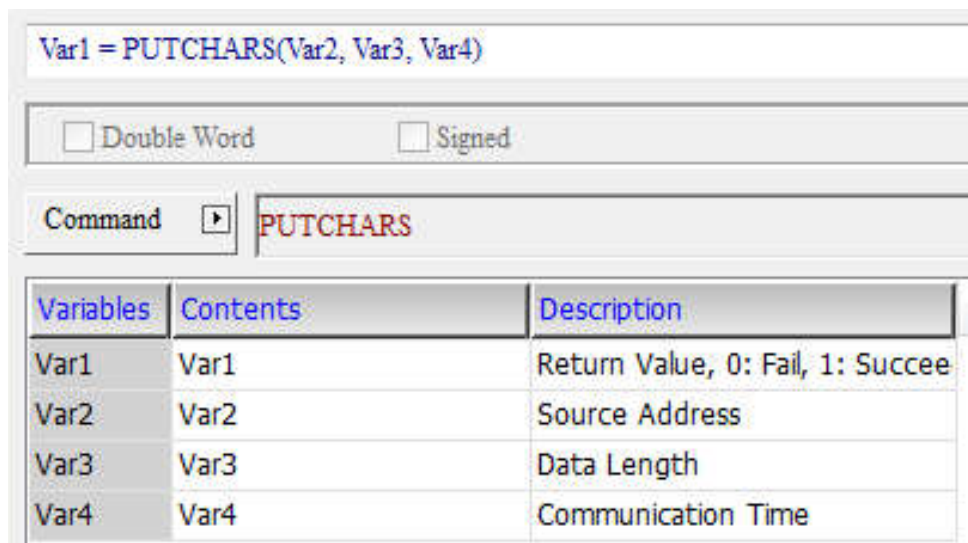 Var1 = PUTCHARS(Var2, Var3, Var4)
Double Word Signed
Command PUTCHARS
Variables Contents Description
Var1 Var1 Return Value, 0: Fail, 1: Succee
Var2 Var2 Source Address
Var3 Var3 Data Length
Var4 Var4 Communication Time